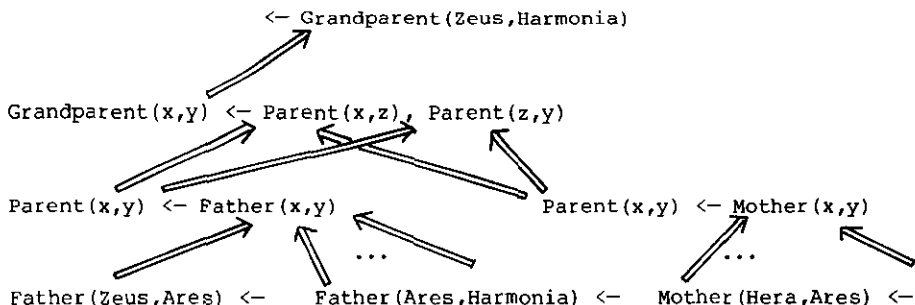 <- Grandparent(Zeus,Harmonia)
Grandparent(x,y) <- Parent(x,z), Parent(z,y)
Parent(x,y) <- Father(x,y) Parent(x,y) <- Mother(x,y)
... ...
Father(Zeus,Ares) <- Father(Ares,Harmonia) <- Mother(Hera,Ares) <-